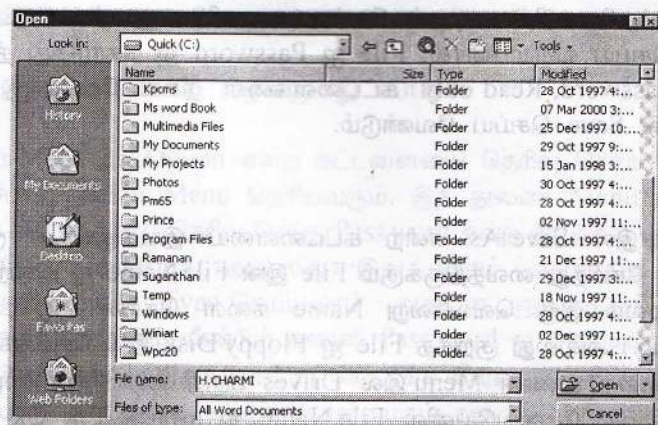 Open
Look in: Quick (C:) Tools
Name Size Type Modified
Kpcms Folder 28 Oct 1997 4:...
Ms word Book Folder 07 Mar 2000 3:...
Multimedia Files Folder 25 Dec 1997 10:...
My Documents Folder 29 Oct 1997 9:...
My Projects Folder 15 Jan 1998 3:...
Photos Folder 30 Oct 1997 4:...
Pm65 Folder 28 Oct 1997 4:...
Prince Folder 02 Nov 1997 11:...
Program Files Folder 28 Oct 1997 4:...
Ramanan Folder 21 Dec 1997 11:...
Suganthan Folder 29 Dec 1997 3:...
Temp Folder 18 Nov 1997 11:...
Windows Folder 28 Oct 1997 4:...
Winiart Folder 02 Dec 1997 11:...
Wpc20 Folder 28 Oct 1997 4:...
History
My Documents
Desktop
Favorites
Web Folders
File name: H.CHARMI Open
Files of type: All Word Documents Cancel